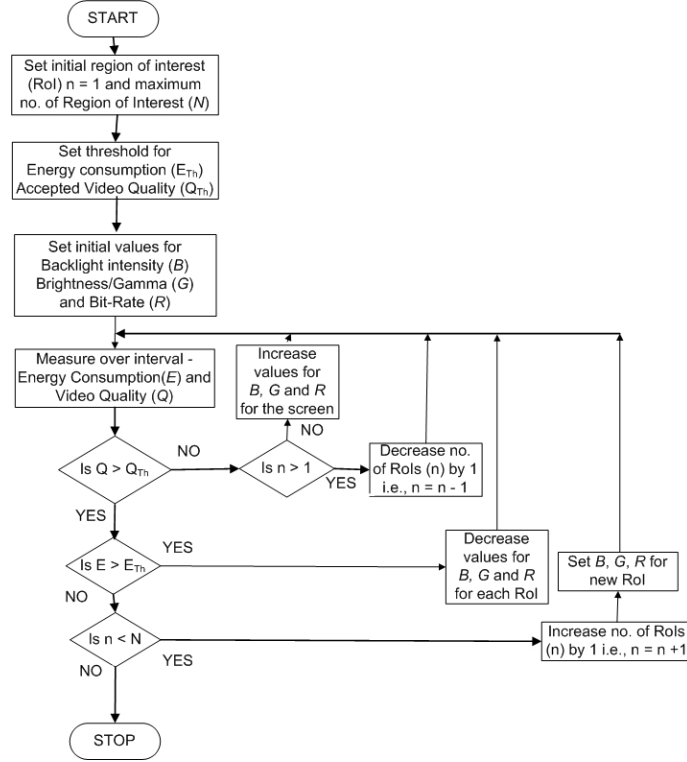 START
Set initial region of interest
(RoI) n = 1 and maximum
no. of Region of Interest (N)
Set threshold for
Energy consumption (ETh)
Accepted Video Quality (QTh)
Set initial values for
Backlight intensity (B)
Brightness/Gamma (G)
and Bit-Rate (R)
Measure over interval -
Energy Consumption(E) and
Video Quality (Q)
Increase
values for
B, G and R
for the screen
NO
Is Q > QTh
NO
Is n > 1
YES
Decrease no.
of RoIs (n) by 1
i.e., n = n - 1
YES
Is E > ETh
YES
Decrease
values for
B, G and R
for each RoI
Set B, G, R for
new RoI
NO
Is n < N
YES
Increase no. of RoIs
(n) by 1 i.e., n = n +1
NO
STOP